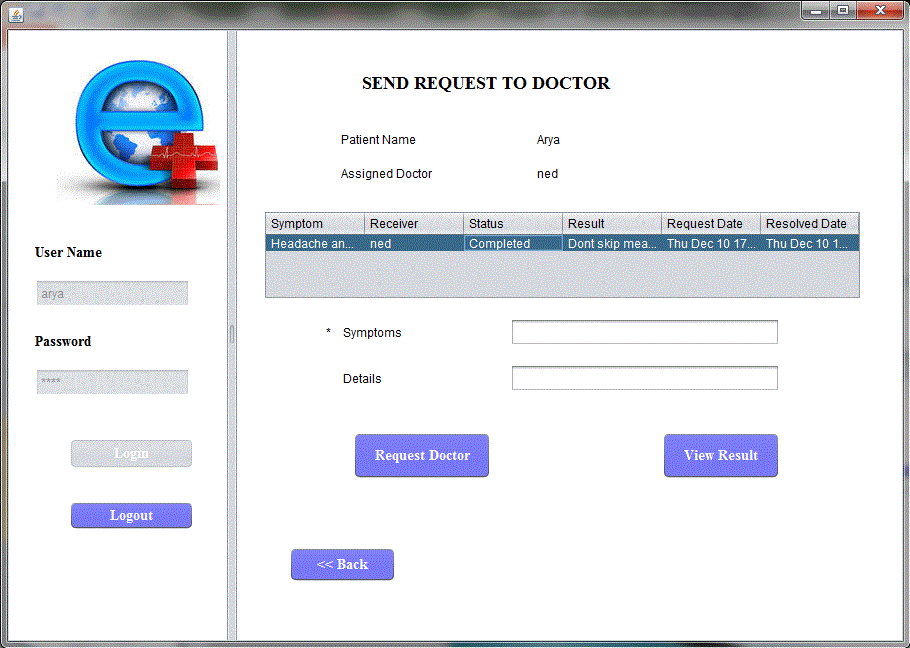 SEND REQUEST TO DOCTOR
Patient Name Arya
Assigned Doctor ned
Symptom Receiver Status Result Request Date Resolved Date
Headache an... ned Completed Dont skip mea... Thu Dec 10 17... Thu Dec 10 1...
* Symptoms
Details
Request Doctor View Result
<< Back
User Name
arya
Password
****
Login
Logout